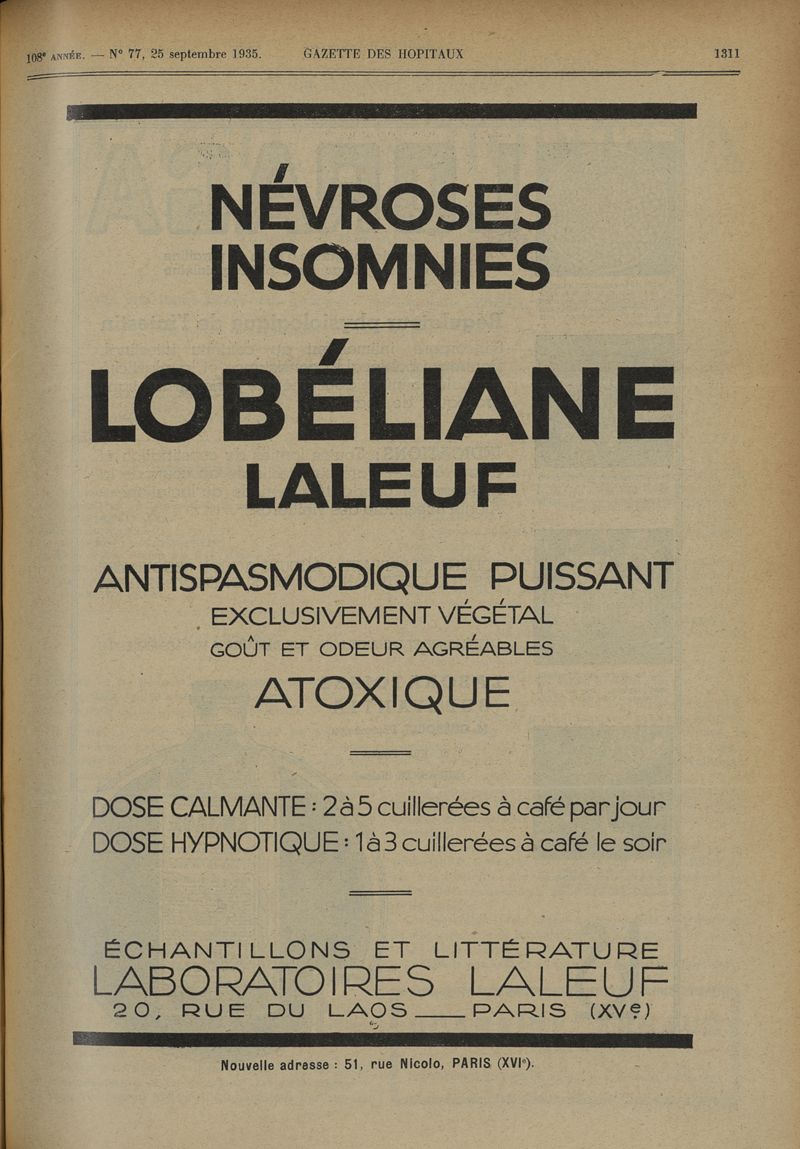 108e ANNÉE. — N° 77, 25 septembre 1935. GAZETTE DES HOPITAUX 1311
NÉVROSES
INSOMNIES
LOBÉLIANE
LALEUF
ANTISPASMODIQUE PUISSANT
EXCLUSIVEMENT VÉGÉTAL
GOÛT ET ODEUR AGRÉABLES
ATOXIQUE
DOSE CALMANTE : 2 à 5 cuillerées à café par jour
DOSE HYPNOTIQUE : 1 à 3 cuillerées à café le soir
ÉCHANTILLONS ET LITTÉRATURE
LABORATOIRES LALEUF
20, RUE DU LAOS ___ PARIS (XVe)
Nouvelle adresse : 51, rue Nicolo, PARIS (XVIe).